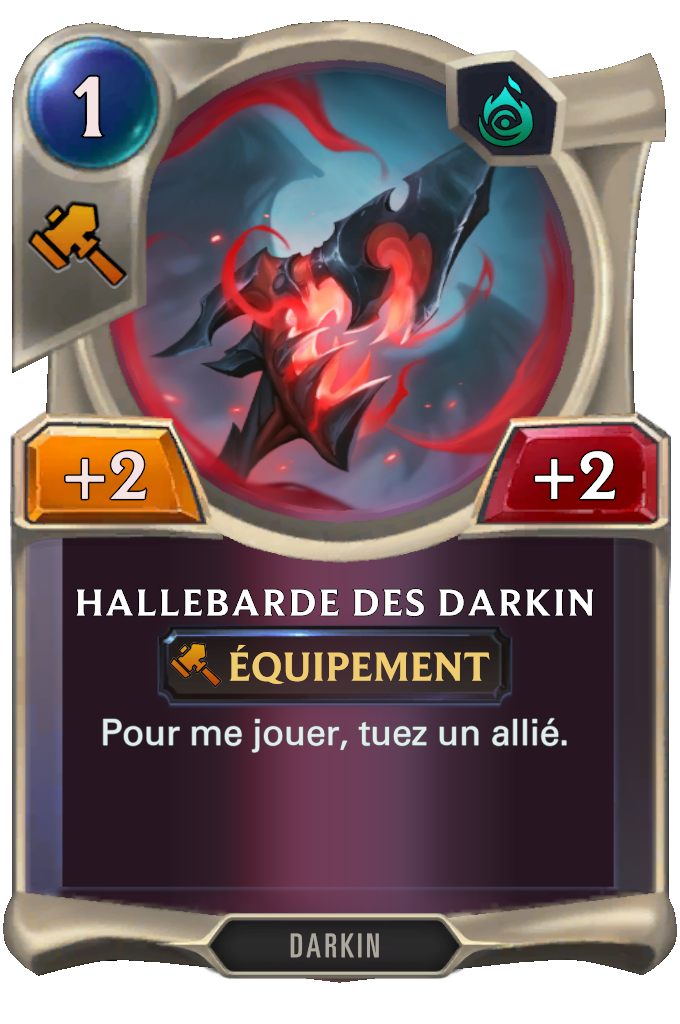 1
+2
+2
HALLEBARDE DES DARKIN
ÉQUIPEMENT
Pour me jouer, tuez un allié.
DARKIN